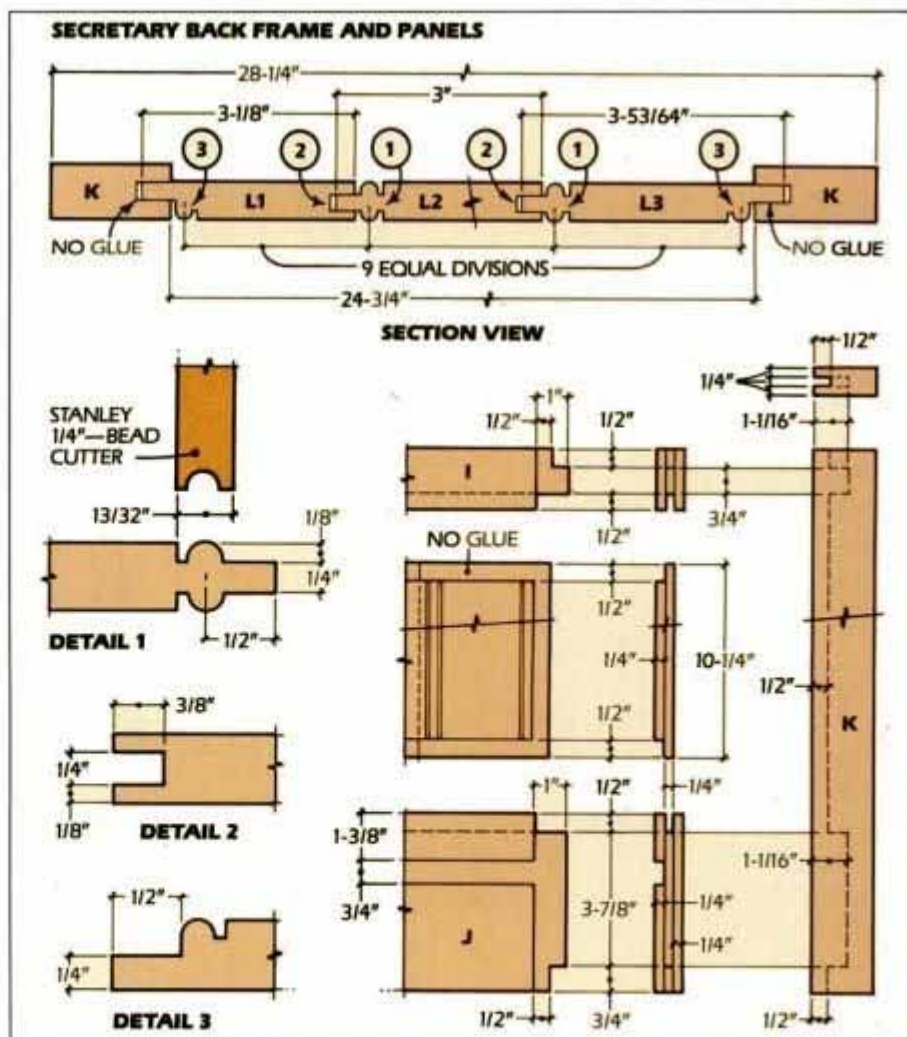 SECRETARY BACK FRAME AND PANELS
28-1/4"
3"
3-1/8"
3-53/64"
3
2
1
2
1
3
K
L1
L2
L3
K
NO GLUE
NO GLUE
9 EQUAL DIVISIONS
24-3/4"
SECTION VIEW
1/2"
1/4"
1-1/16"
STANLEY
1/4"—BEAD
CUTTER
13/32"
1/8"
1/4"
1/2"
DETAIL 1
1"
1/2"
1/2"
I
3/4"
1/2"
NO GLUE
1/2"
1/4"
10-1/4"
1/2"
1/2"
K
3/8"
1/4"
1/8"
DETAIL 2
1"
1/2"
1/4"
1-3/8"
3/4"
3-7/8"
1-1/16"
1/4"
1/4"
J
1/2"
3/4"
1/2"
1/2"
1/4"
DETAIL 3